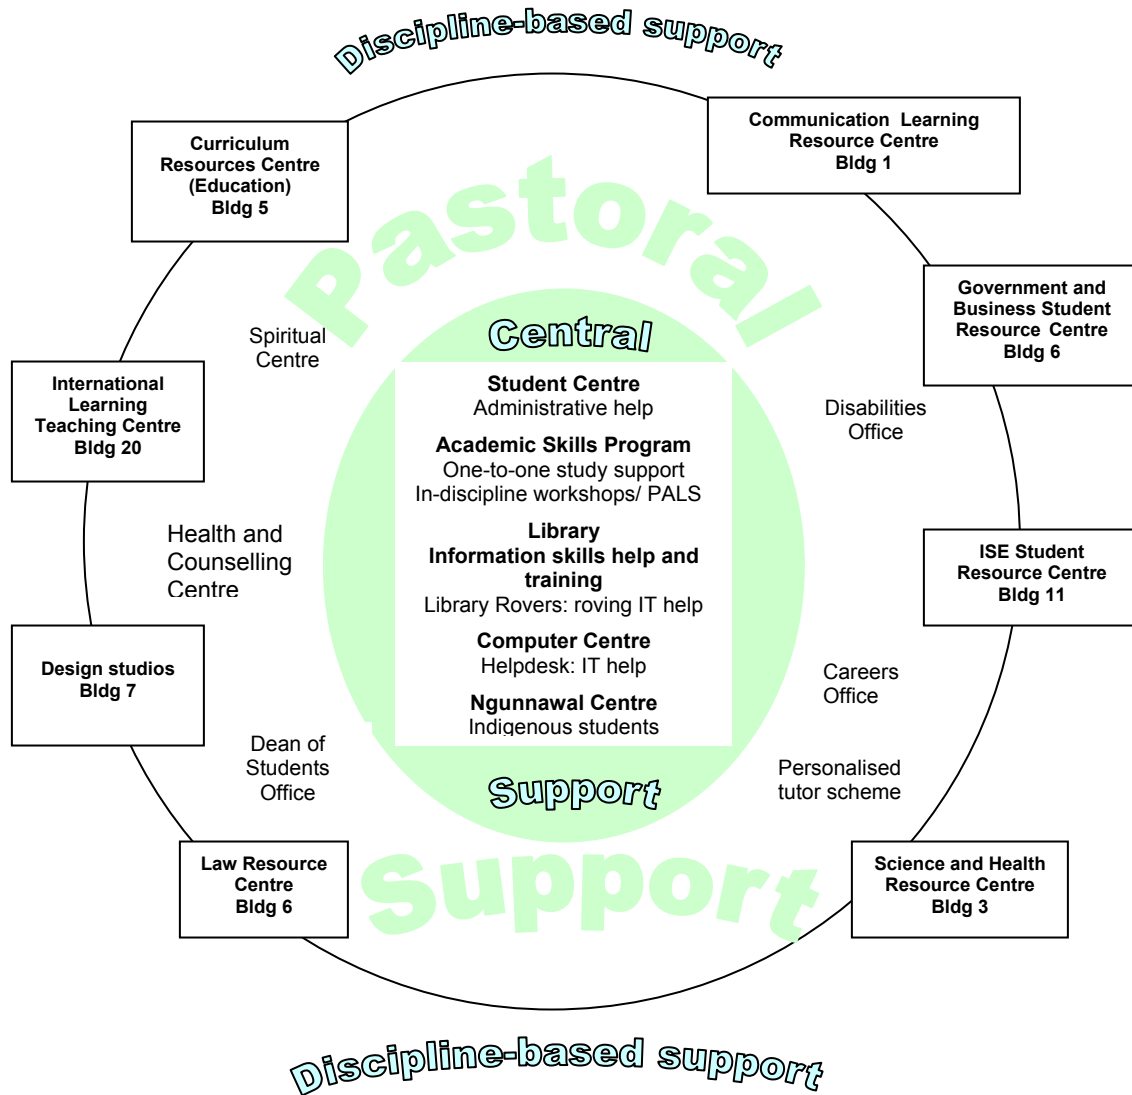 Discipline-based support
Communication Learning
Resource Centre
Bldg 1
Curriculum
Resources Centre
(Education)
Bldg 5
Pastoral
Government and
Business Student
Resource Centre
Bldg 6
Spiritual
Centre
Central
International
Learning
Teaching Centre
Bldg 20
Student Centre
Administrative help
Academic Skills Program
One-to-one study support
In-discipline workshops/ PALS
Library
Information skills help and
training
Library Rovers: roving IT help
Computer Centre
Helpdesk: IT help
Ngunnawal Centre
Indigenous students
Disabilities
Office
Health and
Counselling
Centre
ISE Student
Resource Centre
Bldg 11
Design studios
Bldg 7
Careers
Office
Dean of
Students
Office
Personalised
tutor scheme
Support
Law Resource
Centre
Bldg 6
Support
Science and Health
Resource Centre
Bldg 3
Discipline-based support